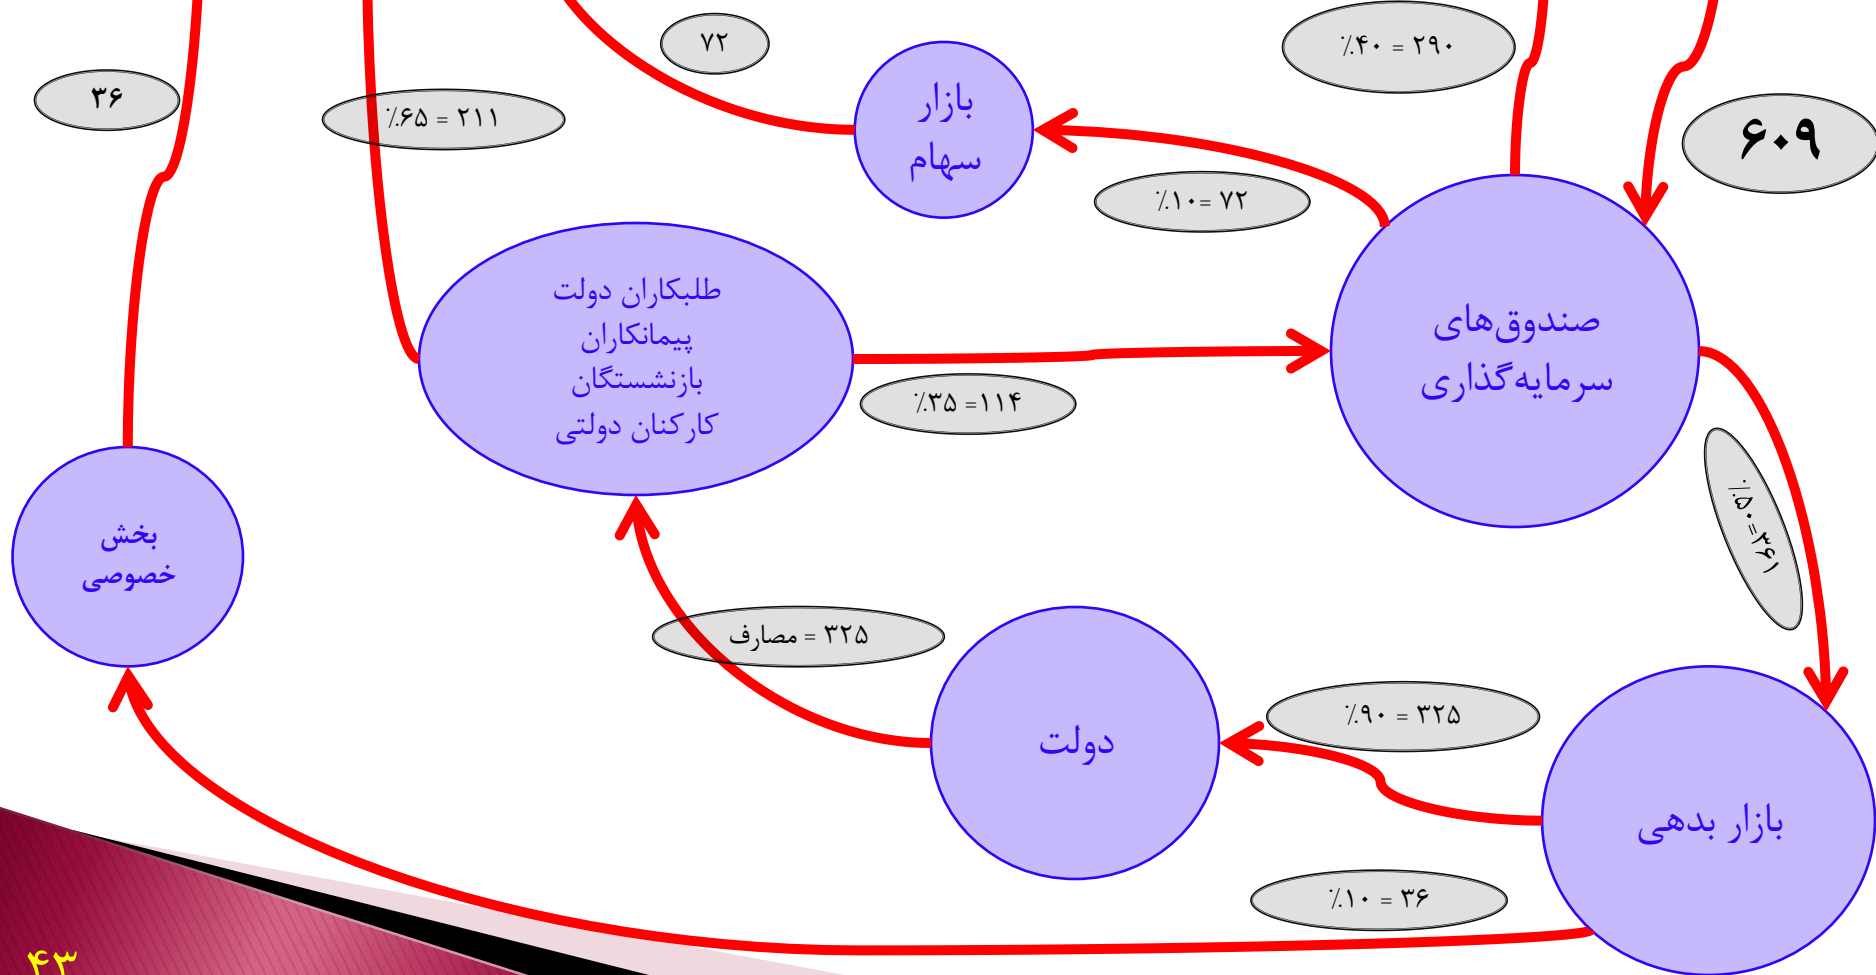 ۷۲
٪۴۰ = ۲۹۰
۳۶
٪۶۵ = ۲۱۱
بازار
سهام
۶۰۹
٪۱۰= ۷۲
طلبکاران دولت
پیمانکاران
بازنشستگان
کارکنان دولتی
صندوق‌های
سرمایه‌گذاری
٪۳۵ =۱۱۴
٪۵۰=۳۶۱
بخش
خصوصی
۳۲۵ = مصارف
دولت
٪۹۰ = ۳۲۵
بازار بدهی
٪۱۰ = ۳۶
۴۳